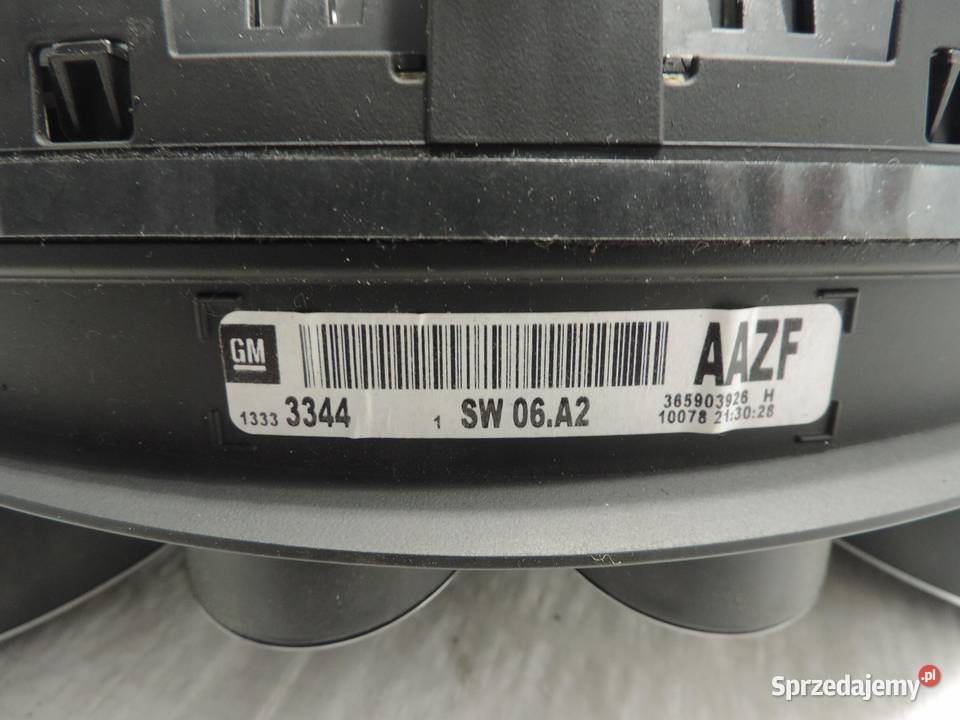 GM
AAZF
1333 3344 1 SW 06.A2
365903926 H
10078 21:30:28
Sprzedajemy.pl